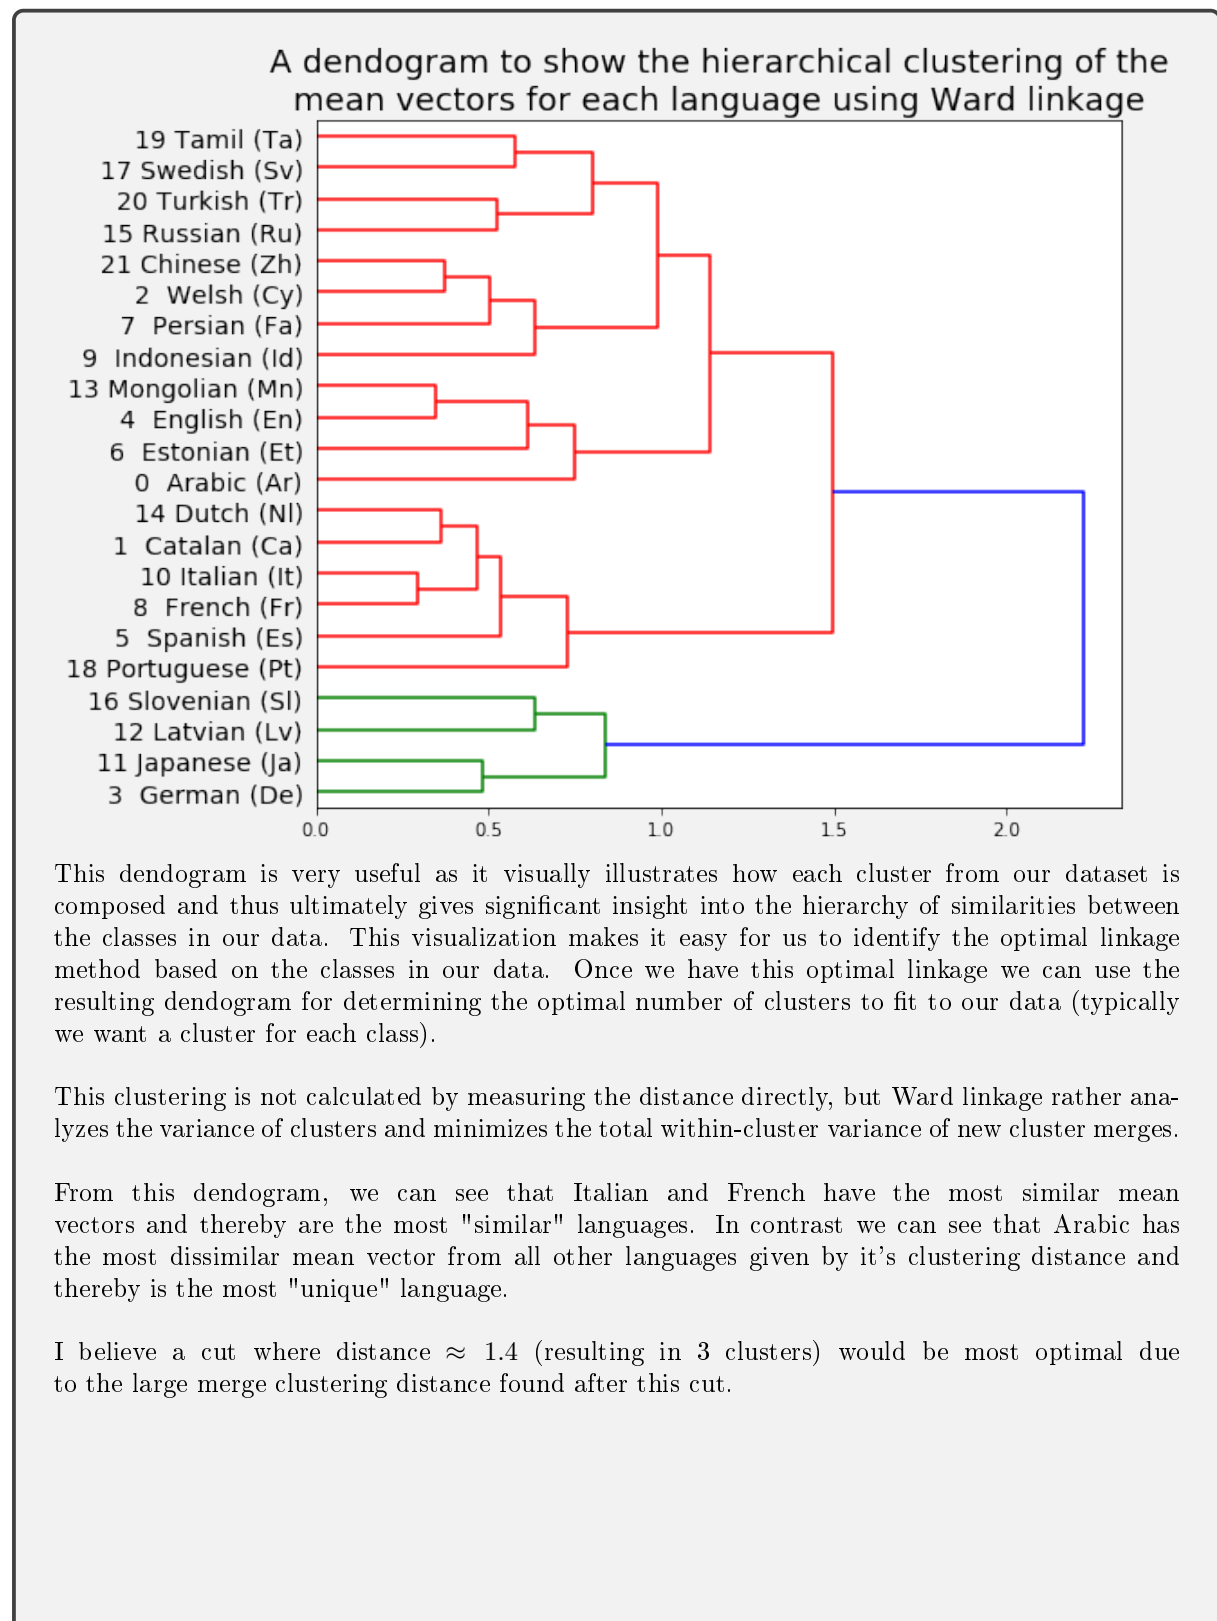 A dendogram to show the hierarchical clustering of the
mean vectors for each language using Ward linkage
19 Tamil (Ta)
17 Swedish (Sv)
20 Turkish (Tr)
15 Russian (Ru)
21 Chinese (Zh)
2 Welsh (Cy)
7 Persian (Fa)
9 Indonesian (Id)
13 Mongolian (Mn)
4 English (En)
6 Estonian (Et)
0 Arabic (Ar)
14 Dutch (Nl)
1 Catalan (Ca)
10 Italian (It)
8 French (Fr)
5 Spanish (Es)
18 Portuguese (Pt)
16 Slovenian (Sl)
12 Latvian (Lv)
11 Japanese (Ja)
3 German (De)
0.0 0.5 1.0 1.5 2.0
This dendogram is very useful as it visually illustrates how each cluster from our dataset is
composed and thus ultimately gives significant insight into the hierarchy of similarities between
the classes in our data. This visualization makes it easy for us to identify the optimal linkage
method based on the classes in our data. Once we have this optimal linkage we can use the
resulting dendogram for determining the optimal number of clusters to fit to our data (typically
we want a cluster for each class).
This clustering is not calculated by measuring the distance directly, but Ward linkage rather ana-
lyzes the variance of clusters and minimizes the total within-cluster variance of new cluster merges.
From this dendogram, we can see that Italian and French have the most similar mean
vectors and thereby are the most "similar" languages. In contrast we can see that Arabic has
the most dissimilar mean vector from all other languages given by it's clustering distance and
thereby is the most "unique" language.
I believe a cut where distance ≈ 1.4 (resulting in 3 clusters) would be most optimal due
to the large merge clustering distance found after this cut.